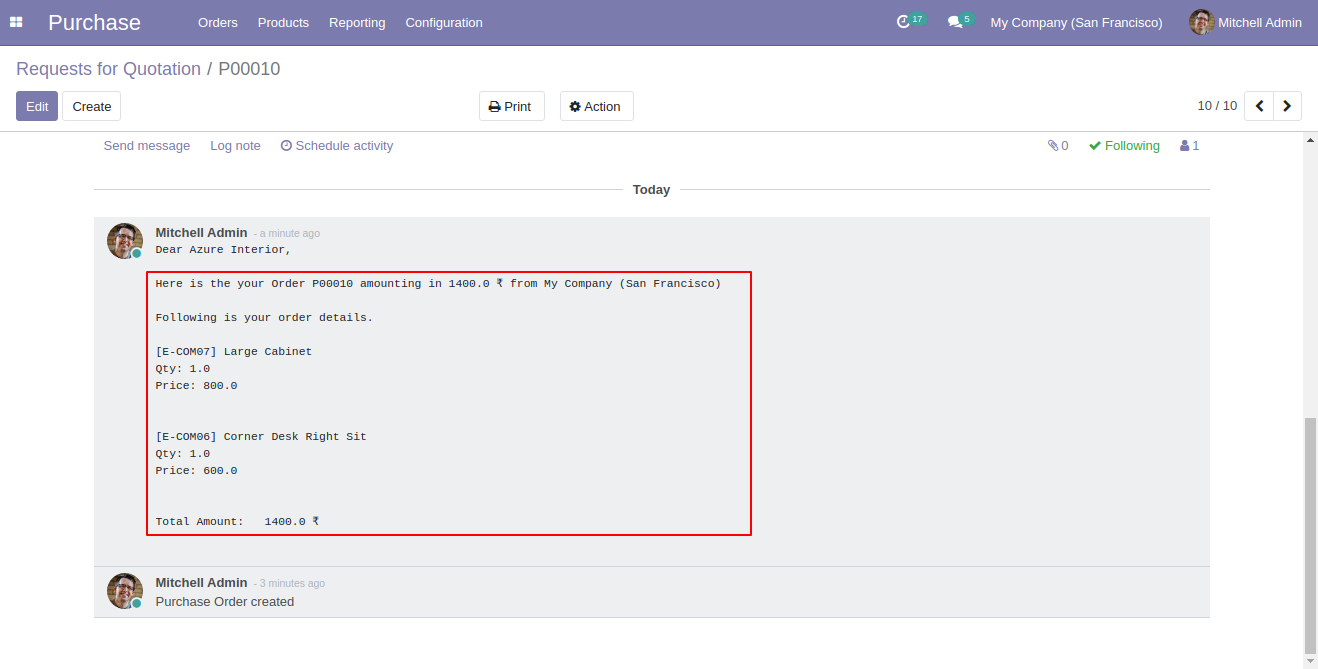 Purchase Orders Products Reporting Configuration 17 5 My Company (San Francisco) Mitchell Admin
Requests for Quotation / P00010
Edit Create Print Action 10 / 10
Send message Log note Schedule activity 0 Following 1
Today
Mitchell Admin - a minute ago
Dear Azure Interior,
Here is the your Order P00010 amounting in 1400.0 ₹ from My Company (San Francisco)
Following is your order details.
[E-COM07] Large Cabinet
Qty: 1.0
Price: 800.0
[E-COM06] Corner Desk Right Sit
Qty: 1.0
Price: 600.0
Total Amount: 1400.0 ₹
Mitchell Admin - 3 minutes ago
Purchase Order created